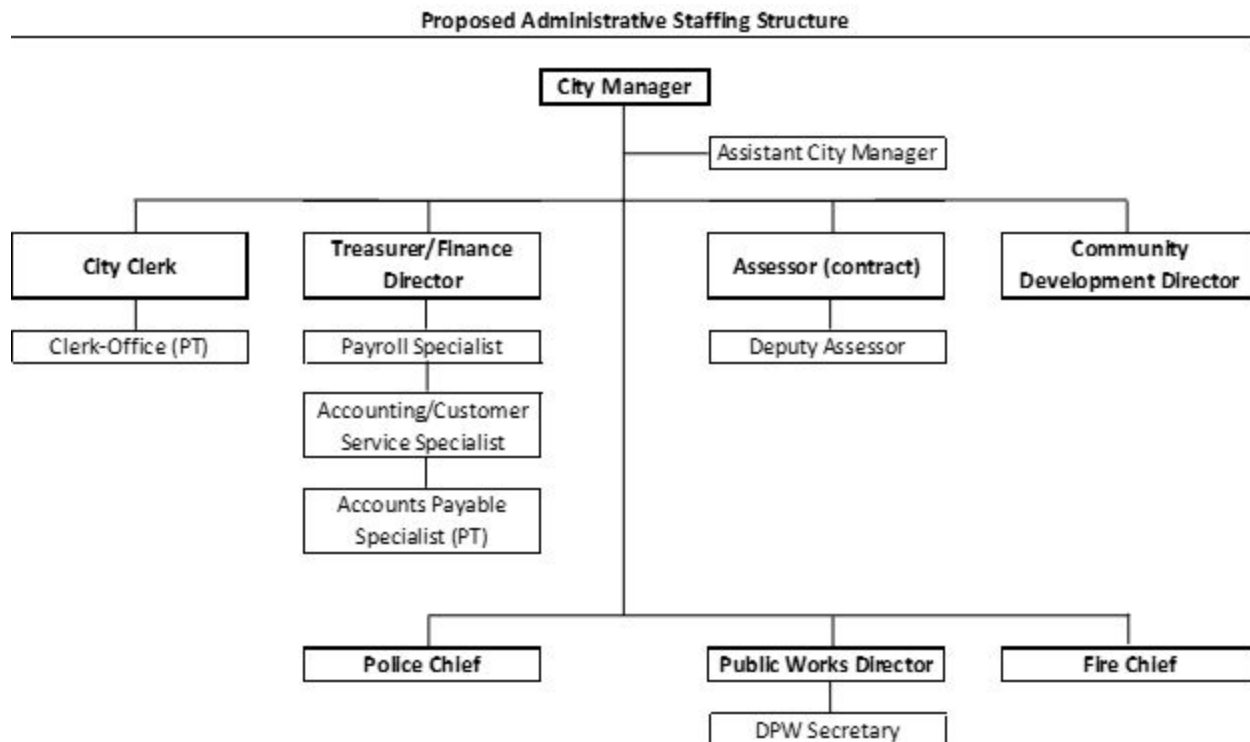 Proposed Administrative Staffing Structure
City Manager
Assistant City Manager
City Clerk
Treasurer/Finance
Director
Assessor (contract)
Community
Development Director
Clerk-Office (PT)
Payroll Specialist
Deputy Assessor
Accounting/Customer
Service Specialist
Accounts Payable
Specialist (PT)
Police Chief
Public Works Director
Fire Chief
DPW Secretary